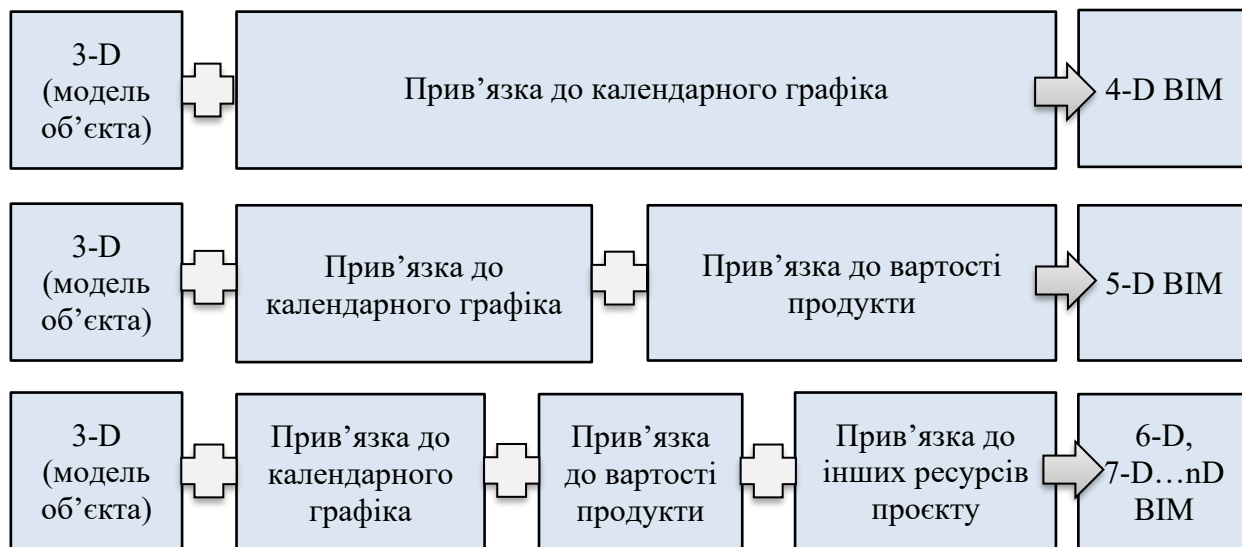 3-D
(модель
об’єкта)
Прив’язка до календарного графіка
4-D BIM
3-D
(модель
об’єкта)
Прив’язка до
календарного графіка
Прив’язка до вартості
продукти
5-D BIM
3-D
(модель
об’єкта)
Прив’язка до
календарного
графіка
Прив’язка
до вартості
продукти
Прив’язка до
інших ресурсів
проєкту
6-D,
7-D…nD
BIM